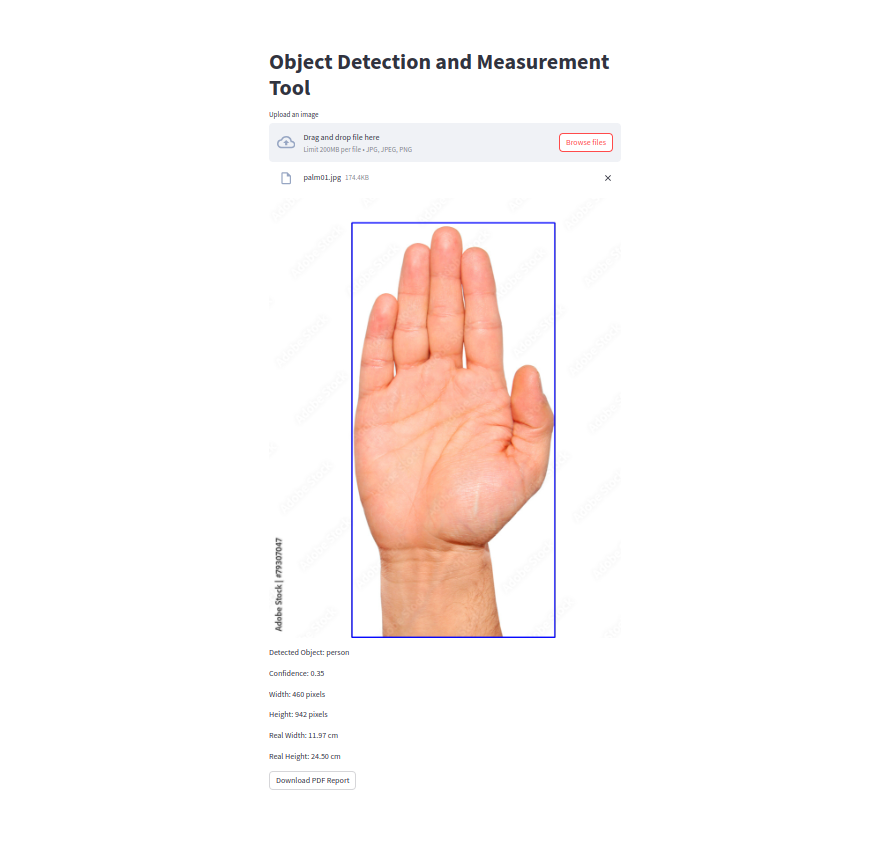 Object Detection and Measurement
Tool
Upload an image
Drag and drop file here
Limit 200MB per file • JPG, JPEG, PNG
Browse files
palm01.jpg 174.4KB
Adobe Stock | #79307047
Detected Object: person
Confidence: 0.35
Width: 460 pixels
Height: 942 pixels
Real Width: 11.97 cm
Real Height: 24.50 cm
Download PDF Report